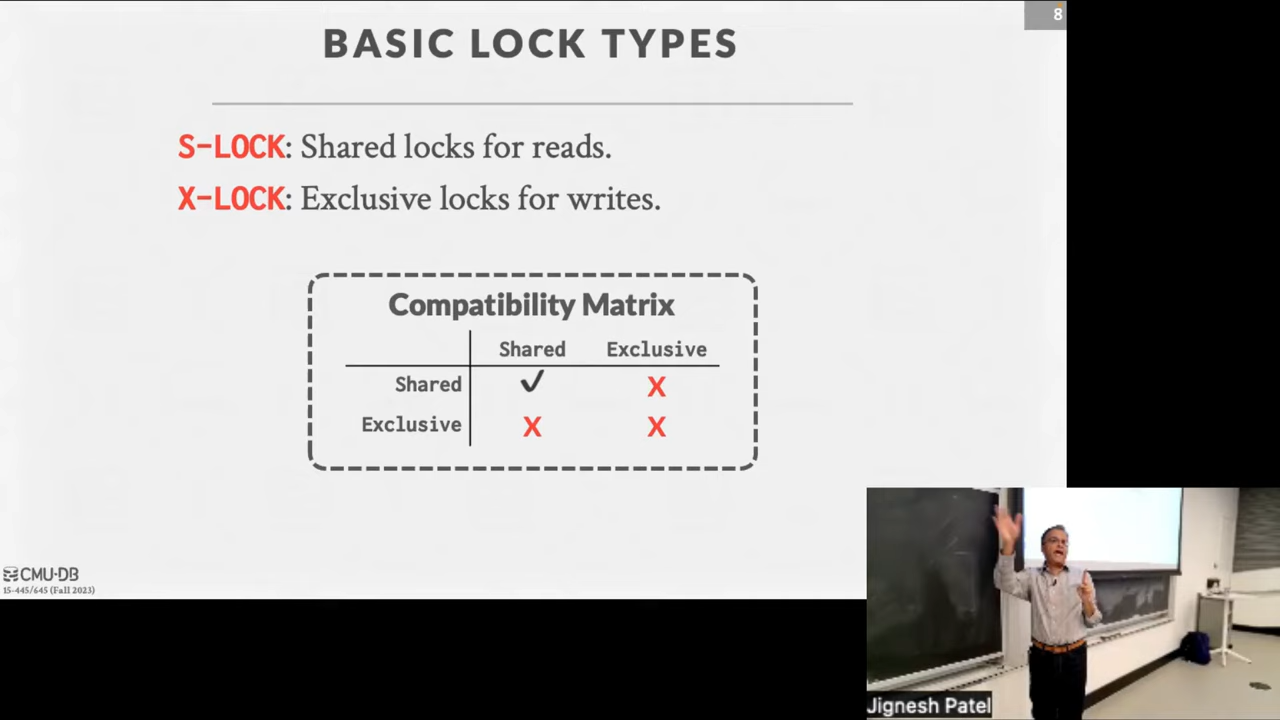 8
BASIC LOCK TYPES
S-LOCK: Shared locks for reads.
X-LOCK: Exclusive locks for writes.
Compatibility Matrix
Shared Exclusive
Shared ✓ X
Exclusive X X
CMU·DB
15-445/645 (Fall 2023)
Jignesh Patel